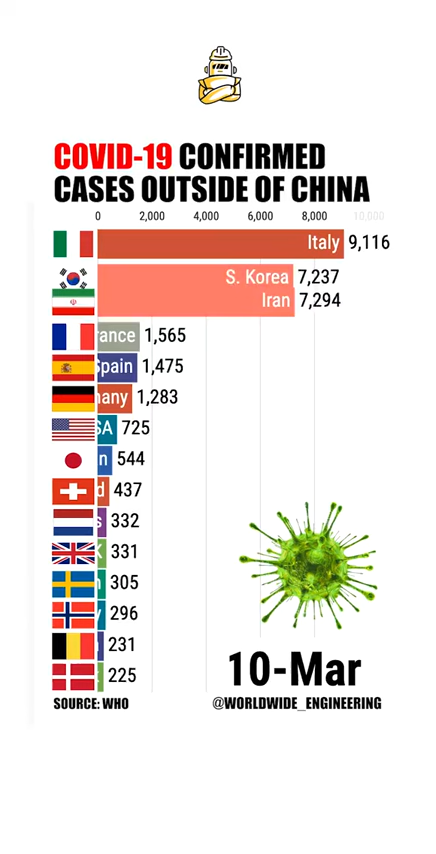 COVID-19 CONFIRMED
CASES OUTSIDE OF CHINA
0 2,000 4,000 6,000 8,000 10,000
Italy 9,116
S. Korea 7,237
Iran 7,294
rance 1,565
Spain 1,475
many 1,283
SA 725
n 544
d 437
s 332
K 331
n 305
y 296
231
225
10-Mar
SOURCE: WHO @WORLDWIDE_ENGINEERING